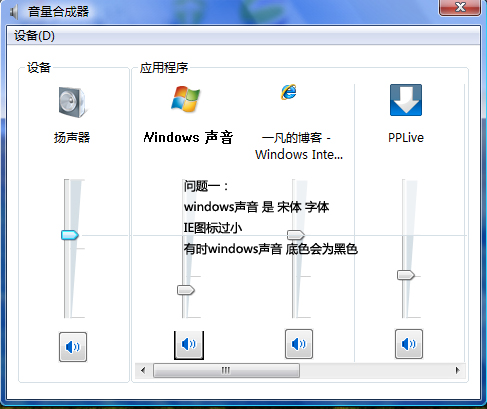 音量合成器
设备(D)
设备
应用程序
扬声器
Windows 声音
一凡的博客 -
Windows Inte...
PPLive
问题一：
windows声音 是 宋体 字体
IE图标过小
有时windows声音 底色会为黑色